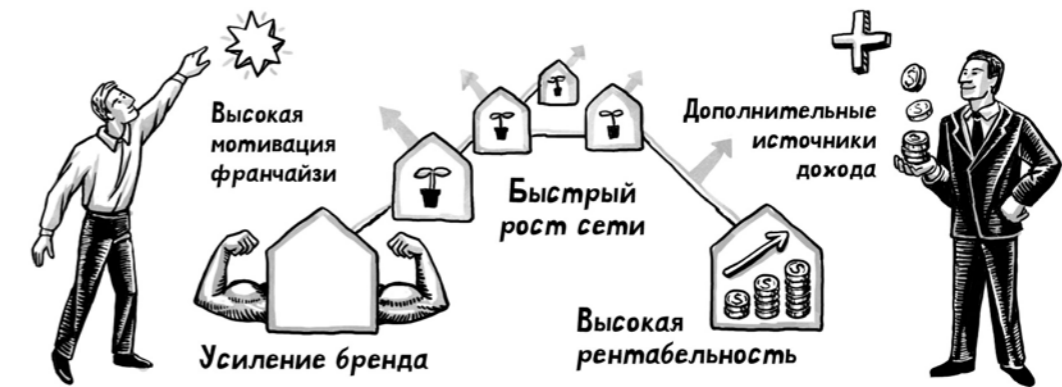 Высокая
мотивация
франчайзи
Усиление бренда
Быстрый
рост сети
Высокая
рентабельность
Дополнительные
источники
дохода